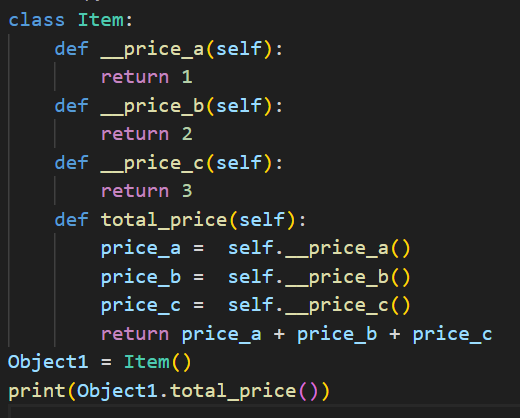 class Item:
    def __price_a(self):
        return 1
    def __price_b(self):
        return 2
    def __price_c(self):
        return 3
    def total_price(self):
        price_a =  self.__price_a()
        price_b =  self.__price_b()
        price_c =  self.__price_c()
        return price_a + price_b + price_c
Object1 = Item()
print(Object1.total_price())